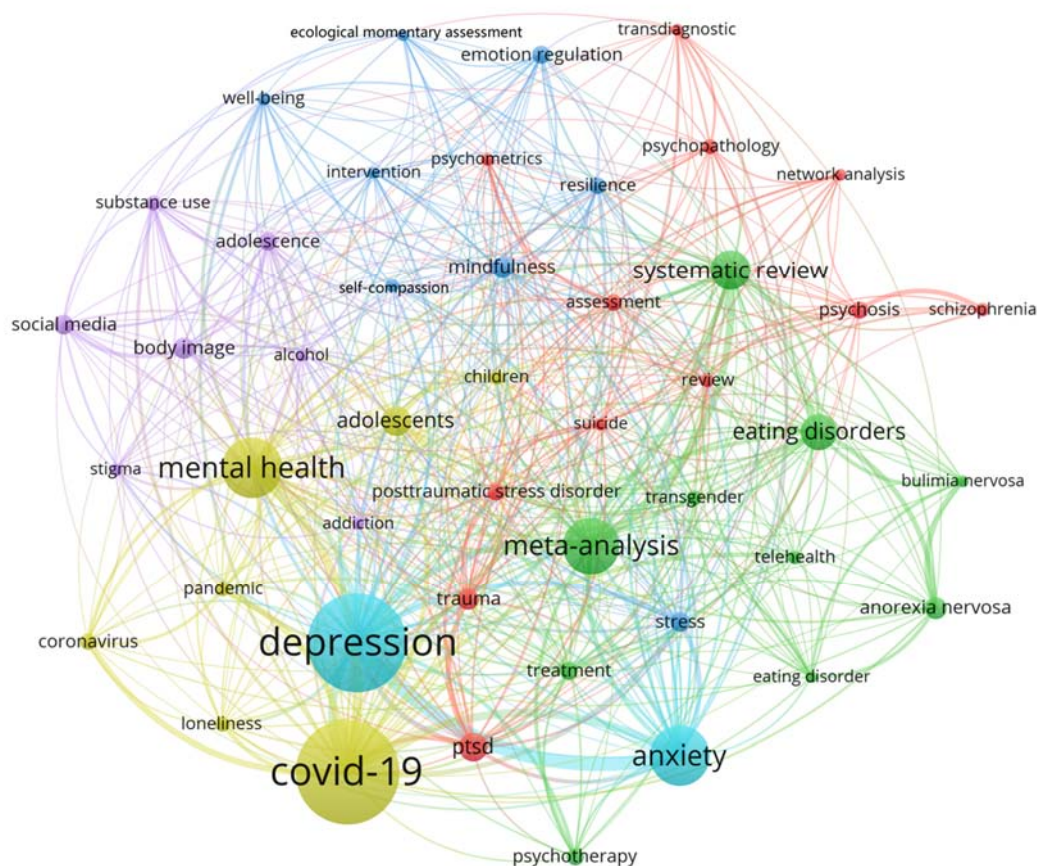 ecological momentary assessment
transdiagnostic
emotion regulation
well-being
psychopathology
psychometrics
intervention
network analysis
resilience
substance use
adolescence
mindfulness
systematic review
self-compassion
assessment
psychosis
schizophrenia
social media
body image
alcohol
children
review
adolescents
suicide
eating disorders
mental health
stigma
bulimia nervosa
posttraumatic stress disorder
transgender
addiction
meta-analysis
telehealth
pandemic
trauma
anorexia nervosa
stress
coronavirus
depression
treatment
eating disorder
loneliness
ptsd
anxiety
covid-19
psychotherapy